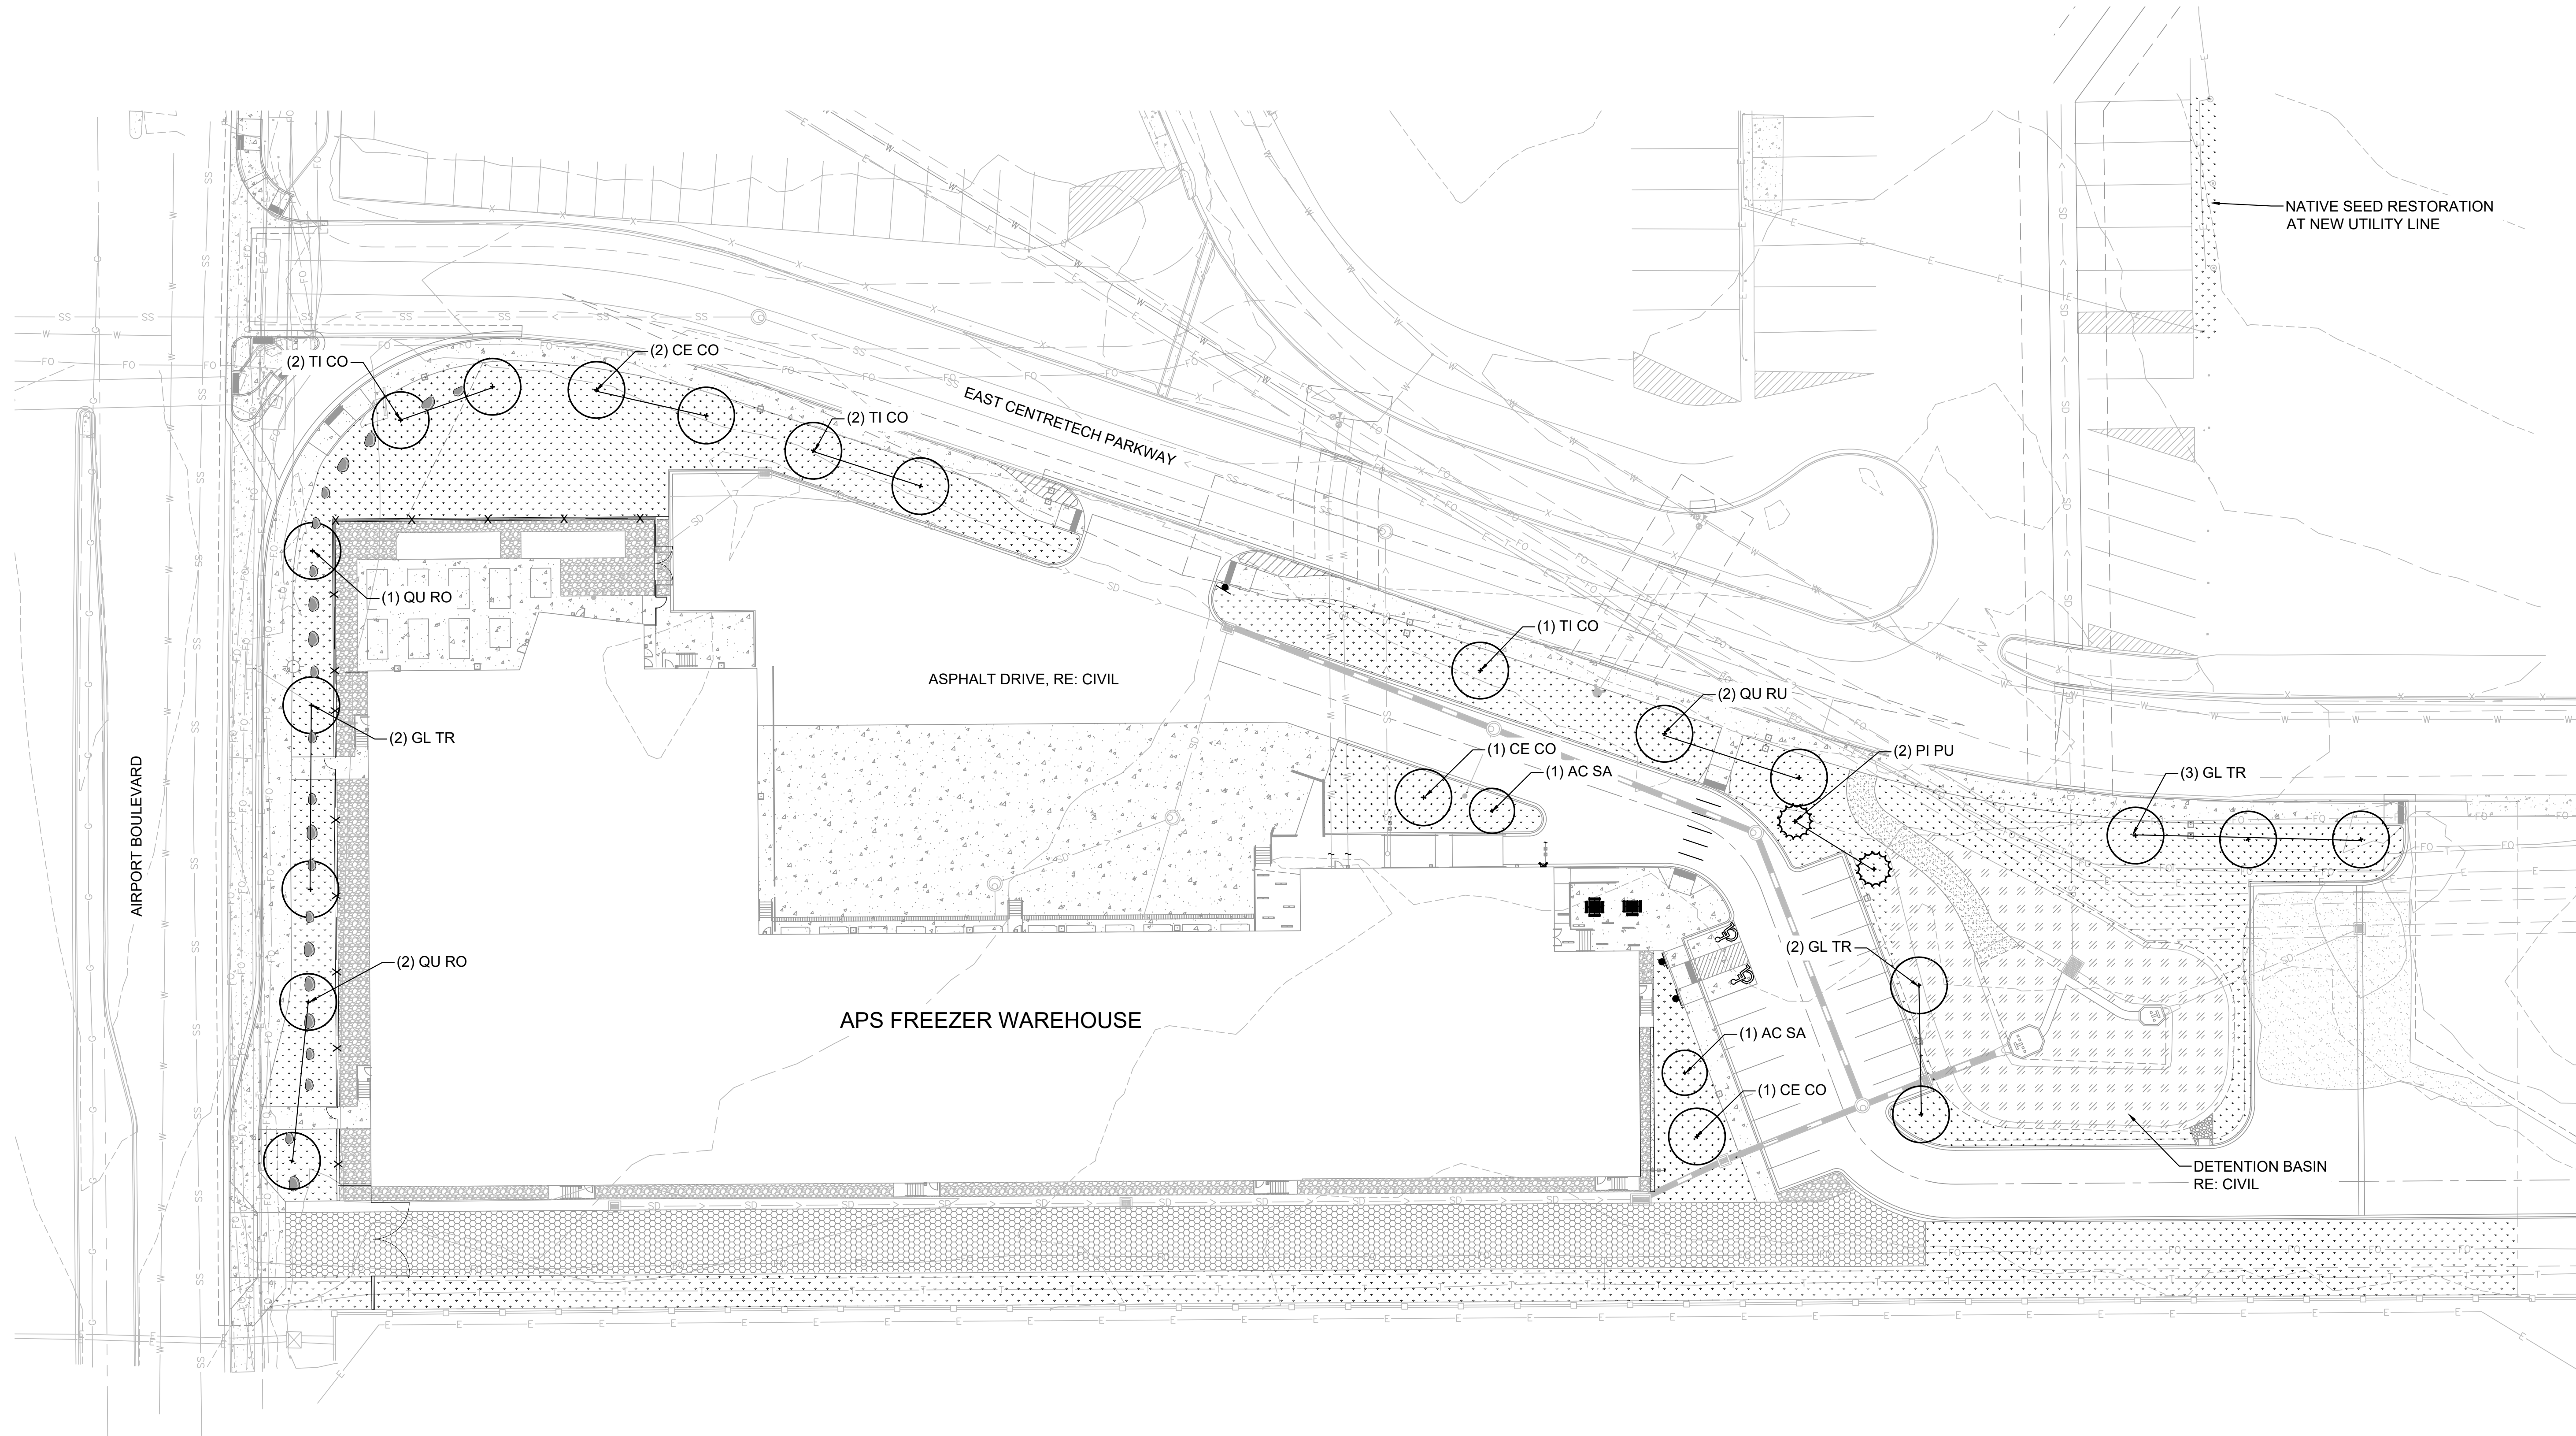 NATIVE SEED RESTORATION
AT NEW UTILITY LINE
(2) TI CO
(2) CE CO
(2) TI CO
EAST CENTRETECH PARKWAY
(1) QU RO
(1) TI CO
ASPHALT DRIVE, RE: CIVIL
(2) QU RU
(2) GL TR
(1) CE CO
(2) PI PU
(1) AC SA
(3) GL TR
AIRPORT BOULEVARD
(2) GL TR
(2) QU RO
APS FREEZER WAREHOUSE
(1) AC SA
(1) CE CO
DETENTION BASIN
RE: CIVIL